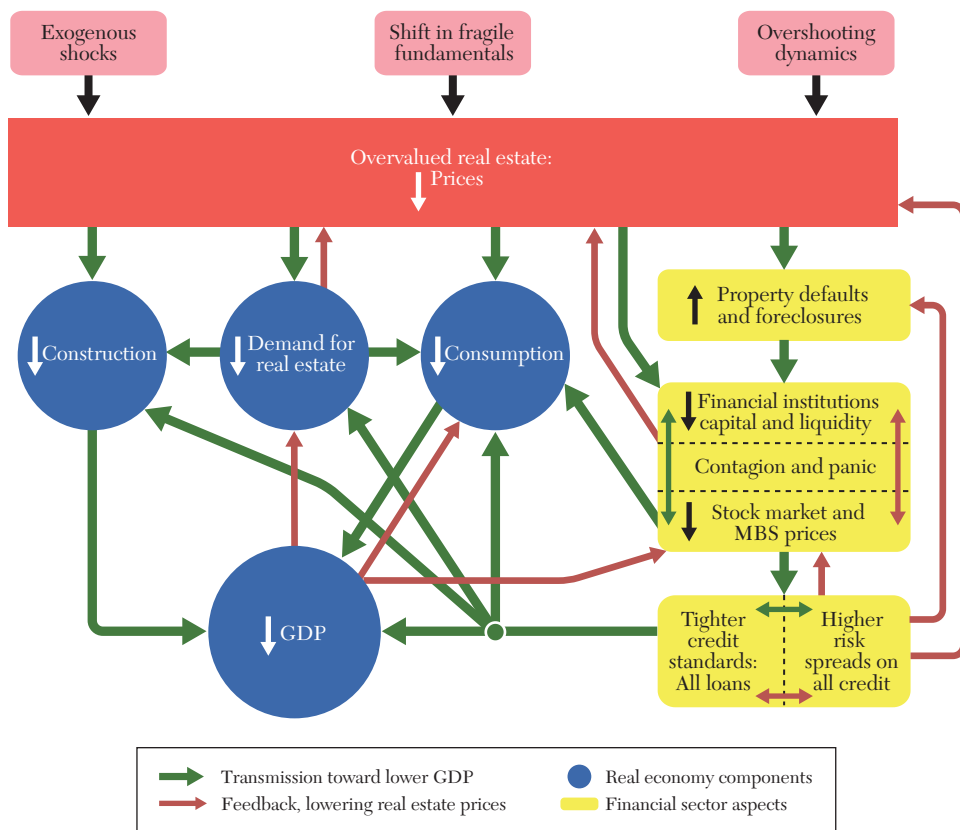 Exogenous
shocks
Shift in fragile
fundamentals
Overshooting
dynamics
Overvalued real estate:
Prices
Construction
Demand for
real estate
Consumption
Property defaults
and foreclosures
Financial institutions
capital and liquidity
Contagion and panic
Stock market and
MBS prices
GDP
Tighter
credit
standards:
All loans
Higher
risk
spreads on
all credit
Transmission toward lower GDP
Real economy components
Feedback, lowering real estate prices
Financial sector aspects